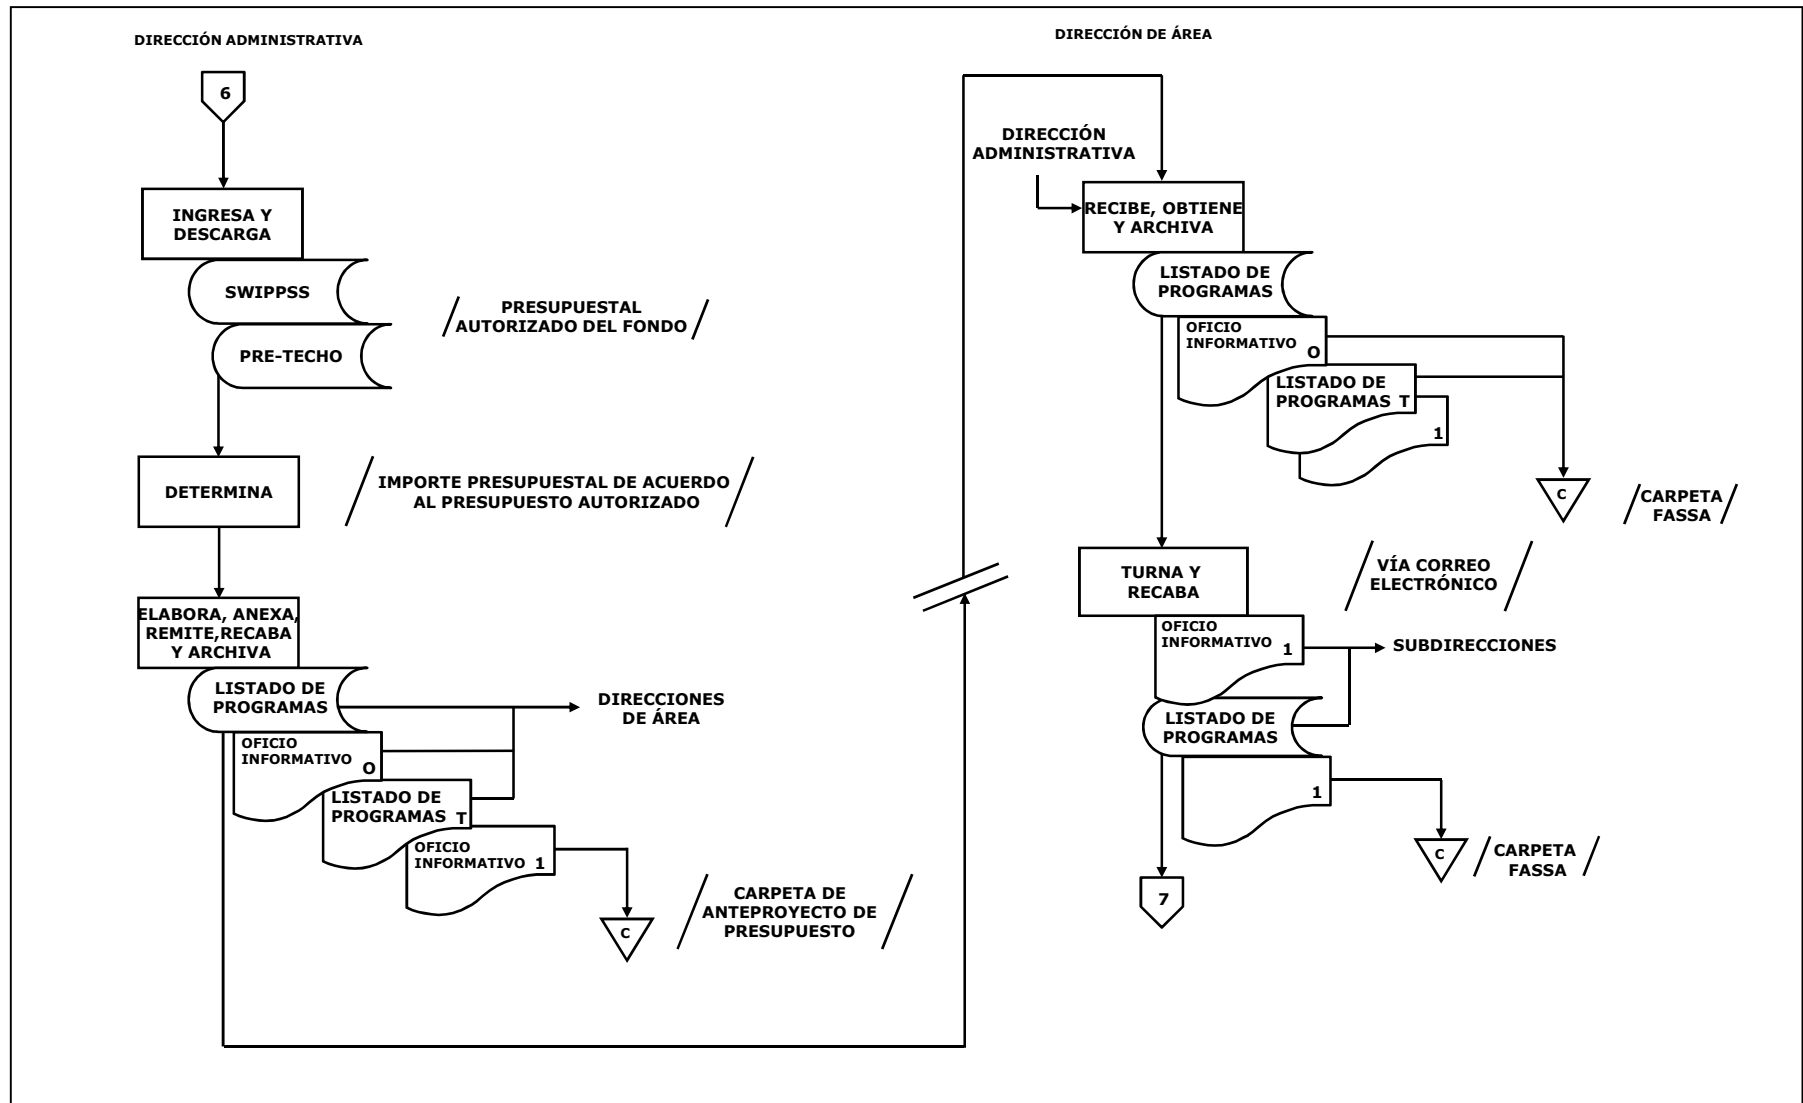 DIRECCIÓN ADMINISTRATIVA
6
INGRESA Y
DESCARGA
SWIPPSS
PRE-TECHO
PRESUPUESTAL
AUTORIZADO DEL FONDO
DETERMINA
IMPORTE PRESUPUESTAL DE ACUERDO
AL PRESUPUESTO AUTORIZADO
ELABORA, ANEXA,
REMITE,RECABA
Y ARCHIVA
LISTADO DE
PROGRAMAS
DIRECCIONES
DE ÁREA
OFICIO
INFORMATIVO
O
LISTADO DE
PROGRAMAS T
OFICIO
INFORMATIVO 1
C
CARPETA DE
ANTEPROYECTO DE
PRESUPUESTO
DIRECCIÓN DE ÁREA
DIRECCIÓN
ADMINISTRATIVA
RECIBE, OBTIENE
Y ARCHIVA
LISTADO DE
PROGRAMAS
OFICIO
INFORMATIVO
O
LISTADO DE
PROGRAMAS T
1
C
CARPETA
FASSA
TURNA Y
RECABA
VÍA CORREO
ELECTRÓNICO
OFICIO
INFORMATIVO
1
SUBDIRECCIONES
LISTADO DE
PROGRAMAS
1
C
CARPETA
FASSA
7